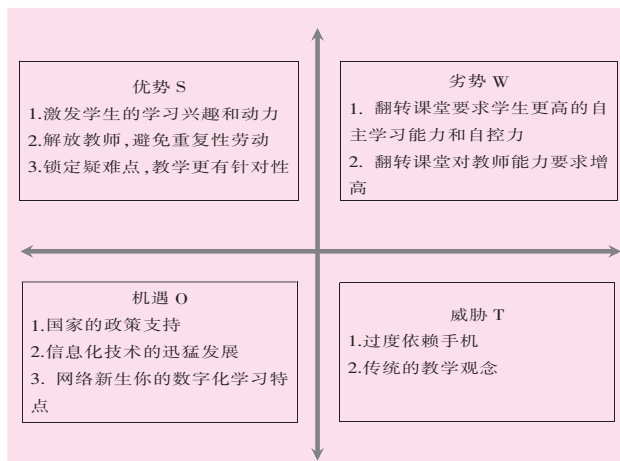 优势 S
1.激发学生的学习兴趣和动力
2.解放教师,避免重复性劳动
3.锁定疑难点,教学更有针对性
劣势 W
1. 翻转课堂要求学生更高的自
主学习能力和自控力
2. 翻转课堂对教师能力要求增
高
机遇 O
1.国家的政策支持
2.信息化技术的迅猛发展
3. 网络新生你的数字化学习特
点
威胁 T
1.过度依赖手机
2.传统的教学观念